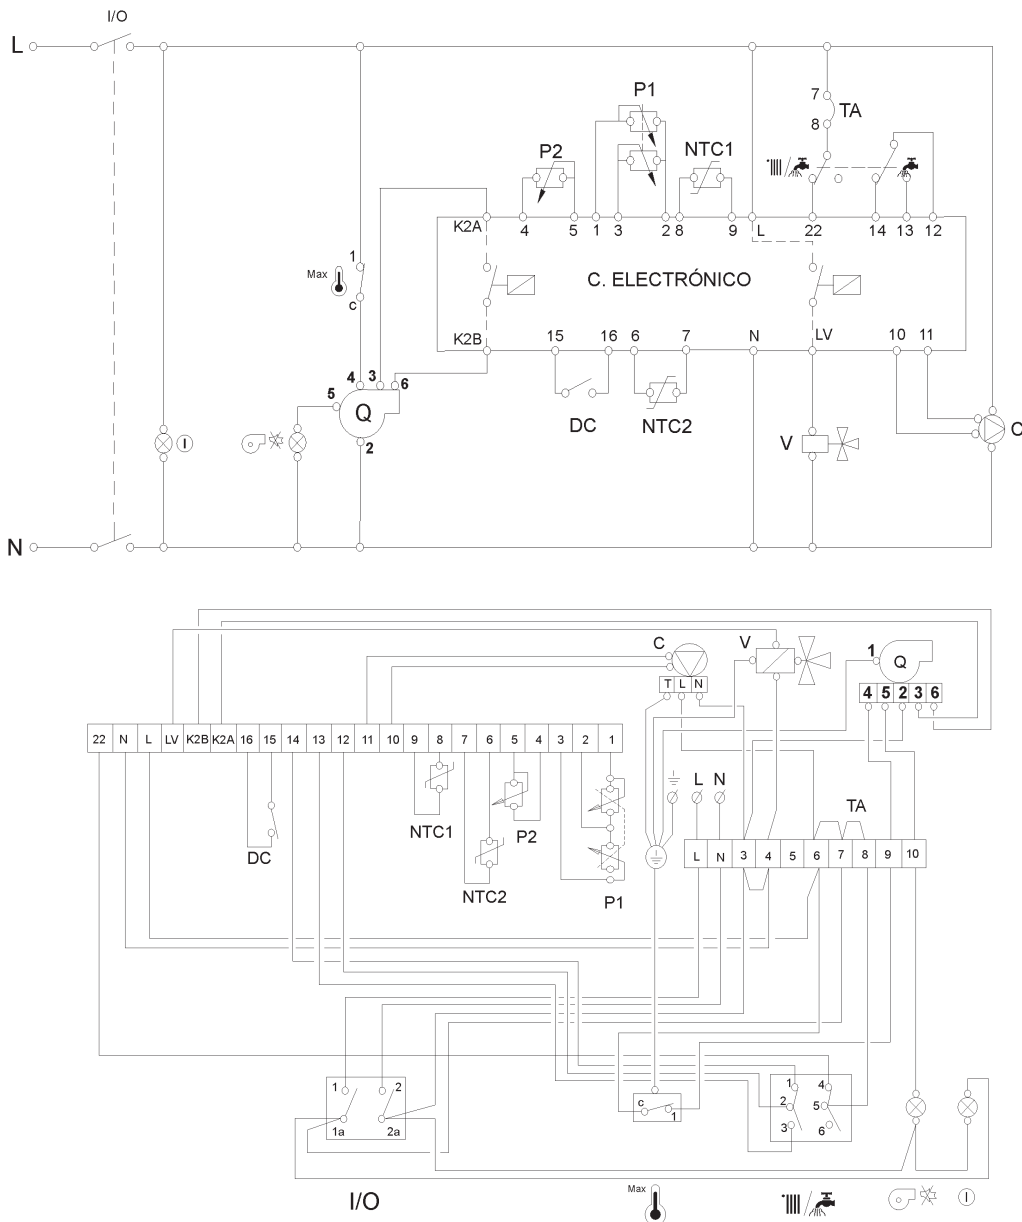 I/O
L
7
8
TA
P1
P2
NTC1
K2A
4
5
1
3
2
8
9
L
22
14
13
12
Max
1
C
C. ELECTRÓNICO
K2B
15
16
6
7
N
LV
10
11
DC
NTC2
4
3
6
5
Q
2
I
V
C
N
C
V
1
Q
T L N
4 5 2 3 6
22 N L LV K2B K2A 16 15 14 13 12 11 10 9 8 7 6 5 4 3 2 1
L N
TA
NTC1
P2
DC
NTC2
P1
L N 3 4 5 6 7 8 9 10
1 2
1a 2a
c 1
1 4
2 5
3 6
I/O
Max
I